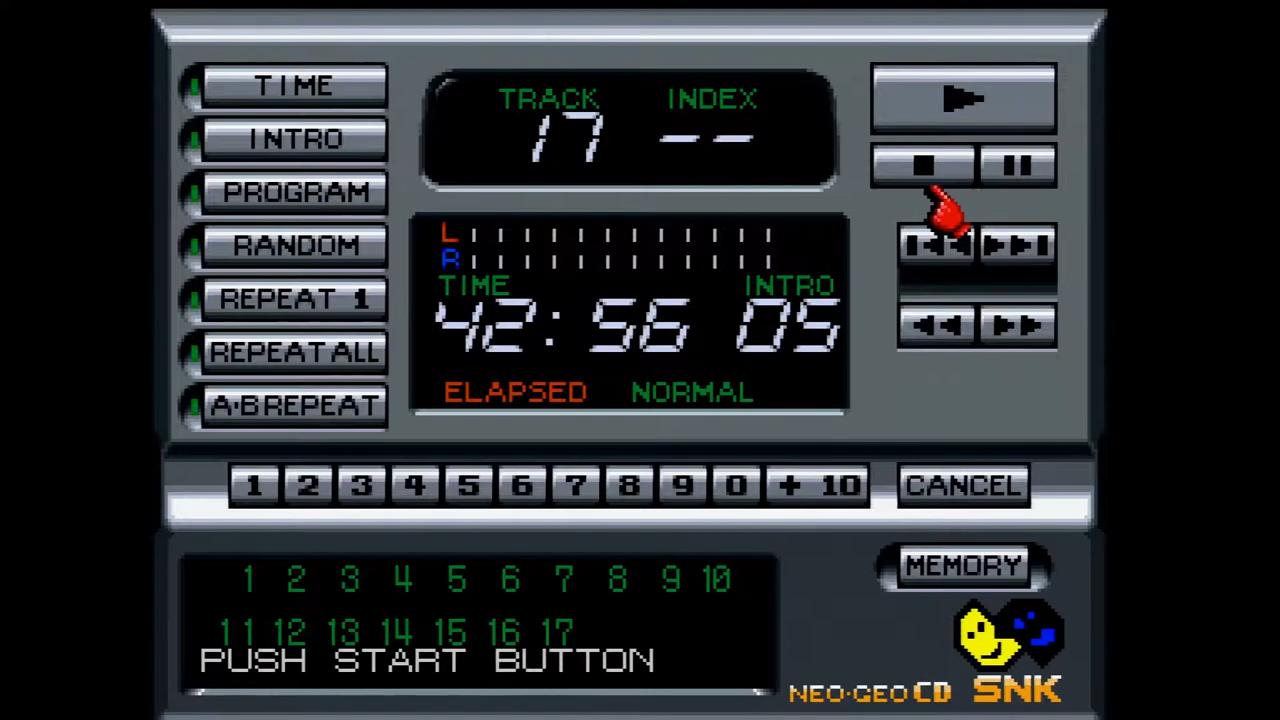 TIME
INTRO
PROGRAM
RANDOM
REPEAT 1
REPEAT ALL
A·B REPEAT
TRACK INDEX
17 --
L
R
TIME INTRO
42:56 05
ELAPSED NORMAL
1 2 3 4 5 6 7 8 9 0 +10 CANCEL
MEMORY
1 2 3 4 5 6 7 8 9 10
11 12 13 14 15 16 17
PUSH START BUTTON
NEO·GEO CD SNK